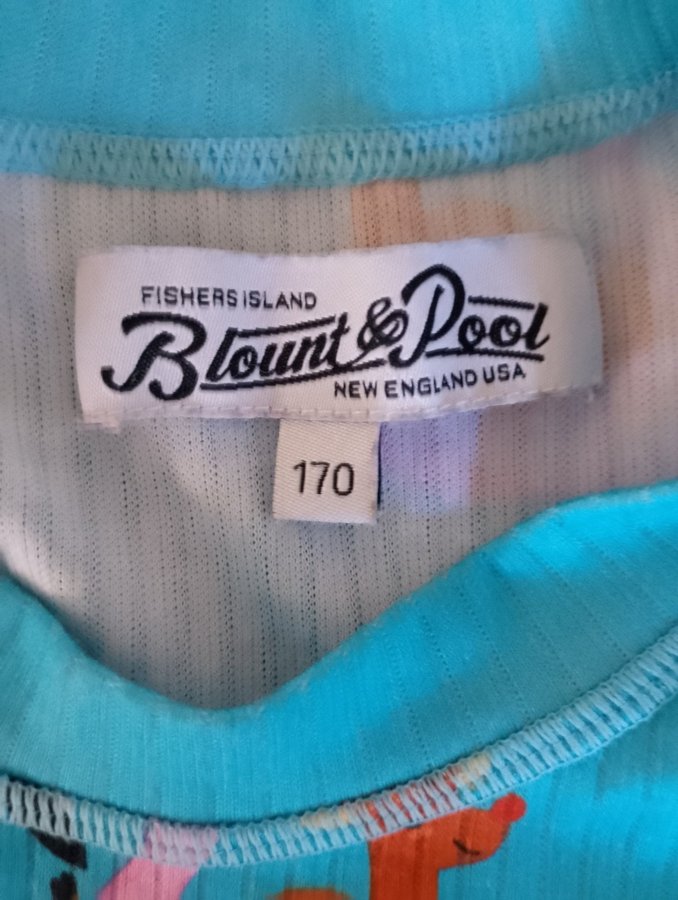 FISHERS ISLAND
Blount & Pool
NEW ENGLAND USA
170